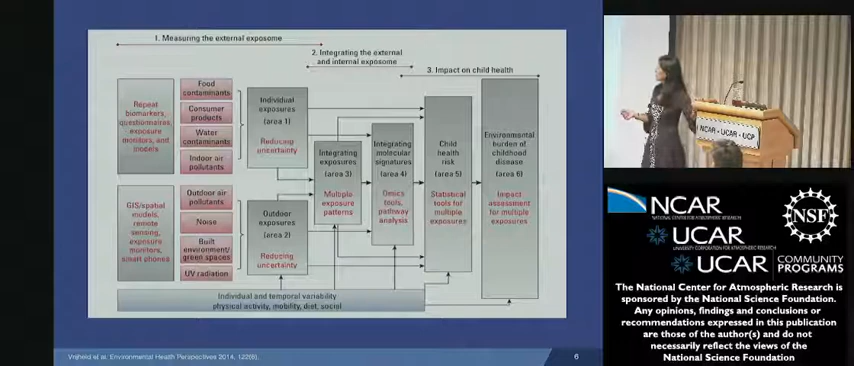 1. Measuring the external exposome
2. Integrating the external
and internal exposome
3. Impact on child health
Repeat
biomarkers,
questionnaires,
exposure
monitors, and
models
Food
contaminants
Consumer
products
Water
contaminants
Indoor air
pollutants
Individual
exposures
(area 1)
Reducing
uncertainty
GIS/spatial
models,
remote
sensing,
exposure
monitors,
smart phones
Outdoor air
pollutants
Noise
Built
environment/
green spaces
UV radiation
Outdoor
exposures
(area 2)
Reducing
uncertainty
Integrating
exposures
(area 3)
Multiple
exposure
patterns
Integrating
molecular
signatures
(area 4)
Omics
tools,
pathway
analysis
Child
health
risk
(area 5)
Statistical
tools for
multiple
exposures
Environmental
burden of
childhood
disease
(area 6)
Impact
assessment
for multiple
exposures
Individual and temporal variability
physical activity, mobility, diet, social
Vrijheid et al. Environmental Health Perspectives 2014, 122(6).
6
NCAR • UCAR • UCP
NCAR
NATIONAL CENTER FOR ATMOSPHERIC RESEARCH
NSF
UCAR
UNIVERSITY CORPORATION FOR ATMOSPHERIC RESEARCH
UCAR
COMMUNITY
PROGRAMS
The National Center for Atmospheric Research is
sponsored by the National Science Foundation.
Any opinions, findings and conclusions or
recommendations expressed in this publication
are those of the author(s) and do not
necessarily reflect the views of the
National Science Foundation